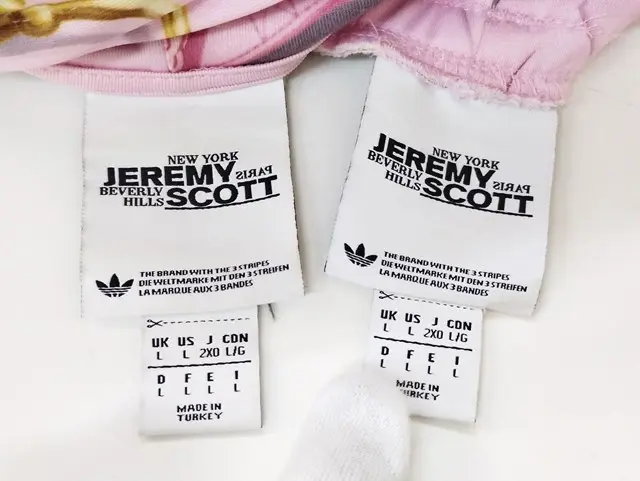 NEW YORK
JEREMY PARIS
BEVERLY SCOTT
HILLS
THE BRAND WITH THE 3 STRIPES
DIE WELTMARKE MIT DEN 3 STREIFEN
LA MARQUE AUX 3 BANDES
UK US J CDN
L L 2XO L/G
D F E I
L L L L
MADE IN
TURKEY
NEW YORK
JEREMY PARIS
BEVERLY SCOTT
HILLS
THE BRAND WITH THE 3 STRIPES
DIE WELTMARKE MIT DEN 3 STREIFEN
LA MARQUE AUX 3 BANDES
UK US J CDN
L L 2XO L/G
D F E I
L L L L
MADE IN
TURKEY